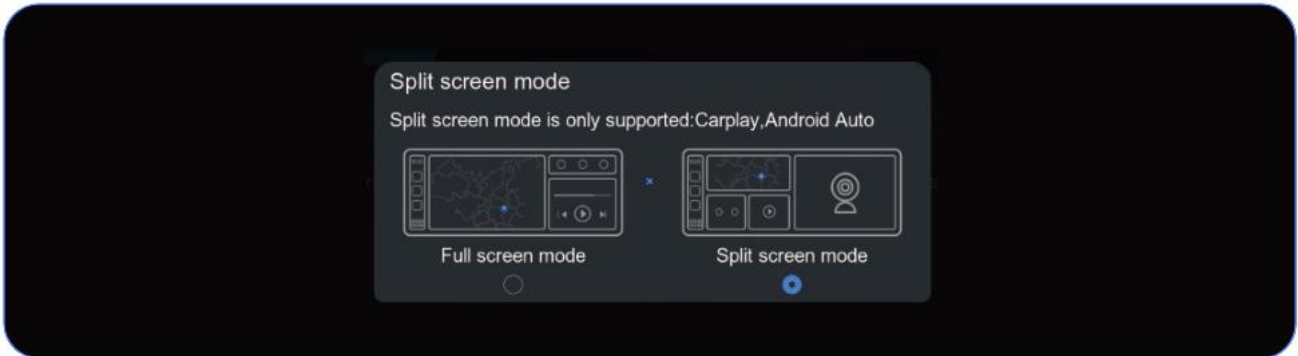 Split screen mode
Split screen mode is only supported:Carplay,Android Auto
Full screen mode
Split screen mode